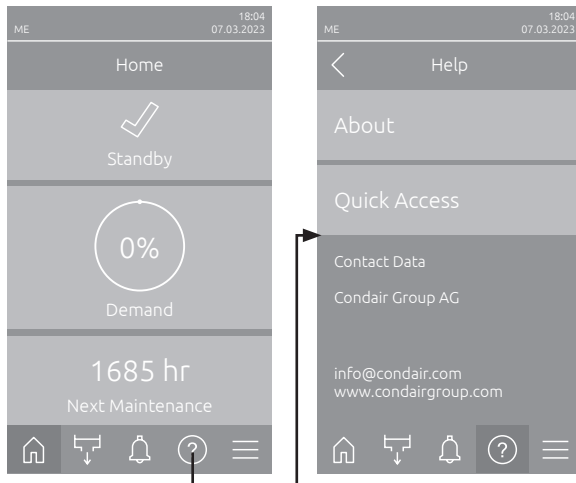 18:04
ME 07.03.2023
Home
Standby
0%
Demand
1685 hr
Next Maintenance
?
18:04
ME 07.03.2023
Help
About
Quick Access
Contact Data
Condair Group AG
info@condair.com
www.condairgroup.com
?